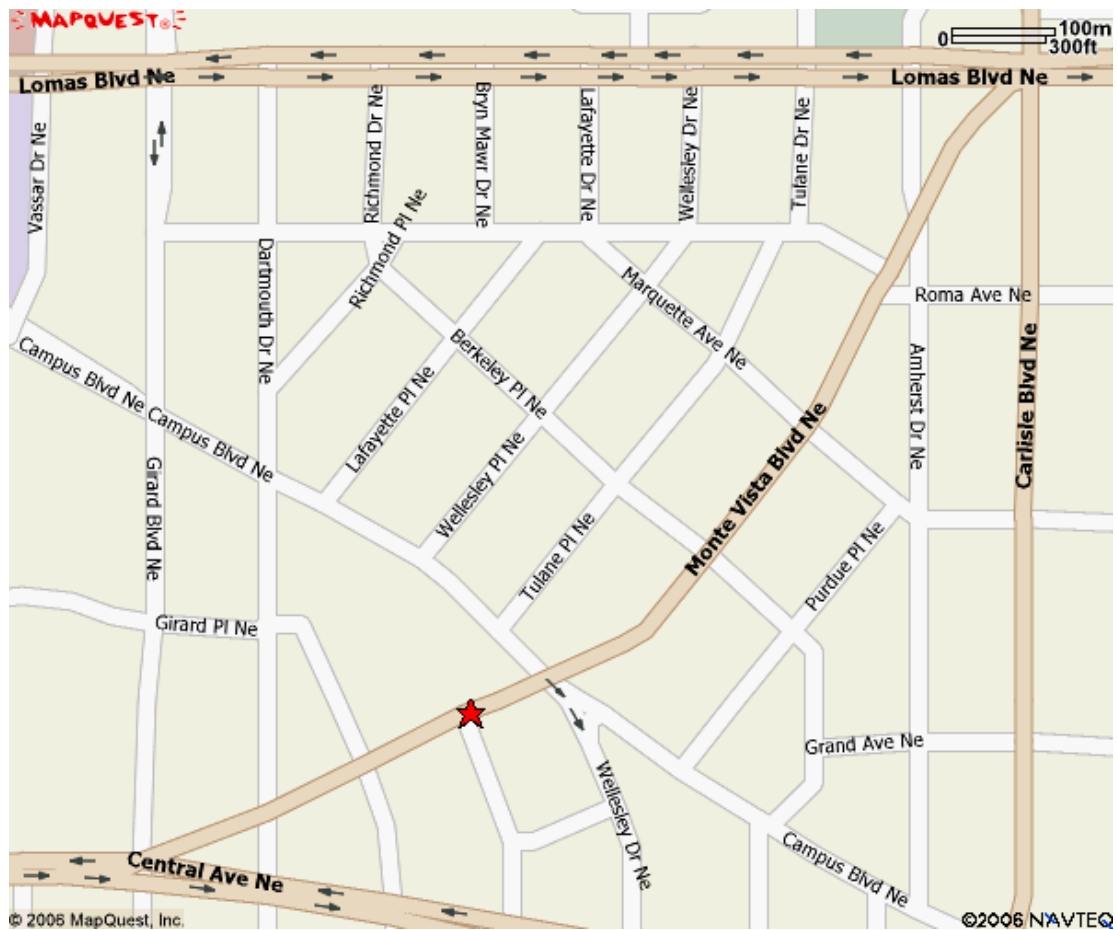 MAPQUEST
100m
0
300ft
Lomas Blvd Ne
Lomas Blvd Ne
Vassar Dr Ne
Richmond Dr Ne
Bryn Mawr Dr Ne
Lafayette Dr Ne
Wellesley Dr Ne
Tulane Dr Ne
Richmond Pl Ne
Dartmouth Dr Ne
Marquette Ave Ne
Roma Ave Ne
Campus Blvd Ne
Campus Blvd Ne
Berkeley Pl Ne
Lafayette Pl Ne
Wellesley Pl Ne
Amherst Dr Ne
Carlisle Blvd Ne
Monte Vista Blvd Ne
Girard Blvd Ne
Tulane Pl Ne
Purdue Pl Ne
Girard Pl Ne
Grand Ave Ne
Wellesley Dr Ne
Central Ave Ne
Campus Blvd Ne
© 2006 MapQuest, Inc.
©2006 NAVTEQ